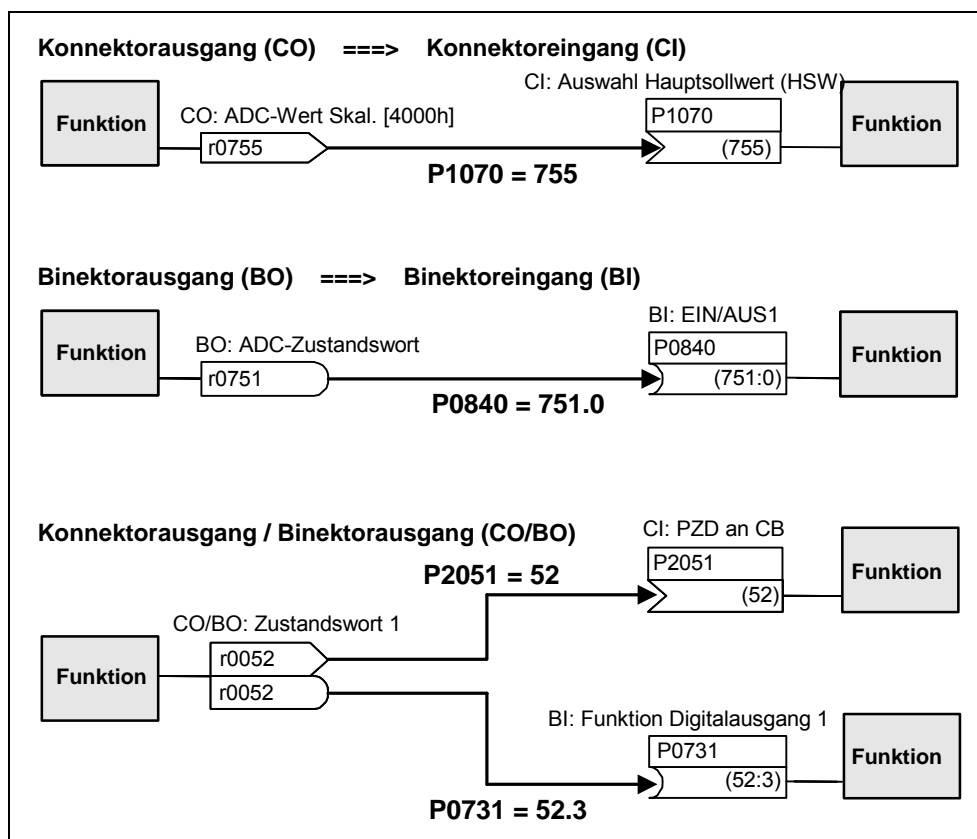 Konnektorausgang (CO) ===> Konnektoreingang (CI)
CI: Auswahl Hauptsollwert (HSW)
Funktion
CO: ADC-Wert Skal. [4000h]
r0755
P1070 = 755
P1070
(755)
Funktion
Binektorausgang (BO) ===> Binektoreingang (BI)
BI: EIN/AUS1
Funktion
BO: ADC-Zustandswort
r0751
P0840 = 751.0
P0840
(751:0)
Funktion
Konnektorausgang / Binektorausgang (CO/BO)
CI: PZD an CB
P2051 = 52
P2051
(52)
Funktion
CO/BO: Zustandswort 1
Funktion
r0052
r0052
BI: Funktion Digitalausgang 1
P0731
(52:3)
Funktion
P0731 = 52.3